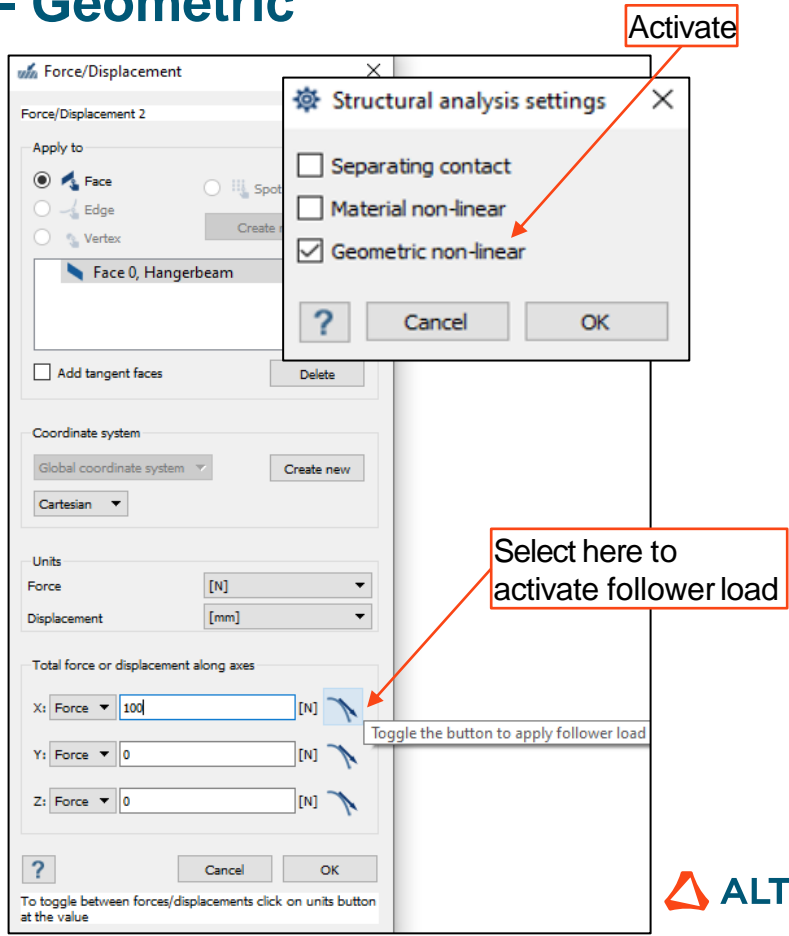 - Geometric
Activate
Force/Displacement
Force/Displacement 2
Apply to
Face
Spot
Edge
Create
Vertex
Face 0, Hangerbeam
Add tangent faces
Delete
Structural analysis settings
Separating contact
Material non-linear
Geometric non-linear
?
Cancel
OK
Coordinate system
Global coordinate system
Create new
Cartesian
Units
Force
[N]
Displacement
[mm]
Select here to
activate follower load
Total force or displacement along axes
X: Force 100 [N]
Toggle the button to apply follower load
Y: Force 0 [N]
Z: Force 0 [N]
?
Cancel
OK
To toggle between forces/displacements click on units button
at the value
ALT